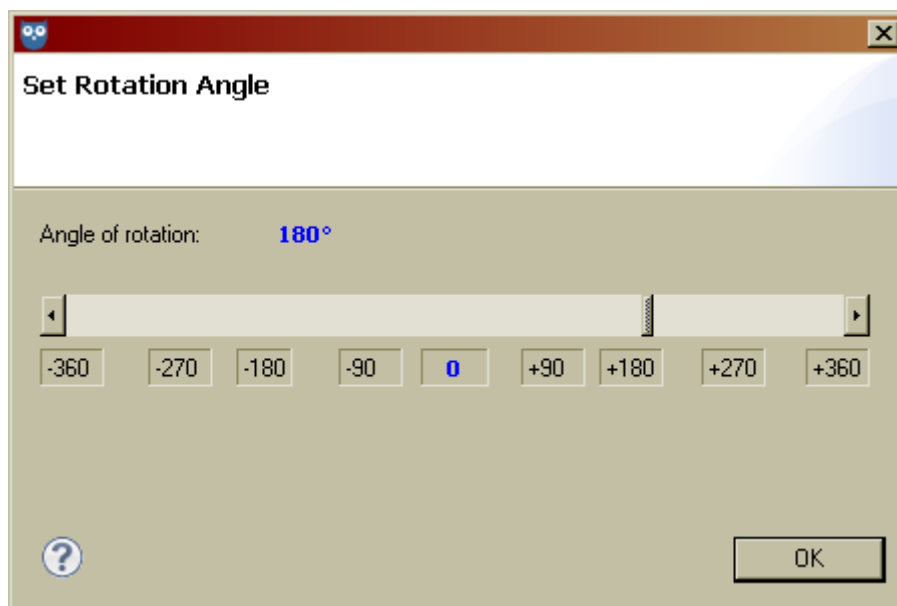 Set Rotation Angle
Angle of rotation: 180°
-360 -270 -180 -90 0 +90 +180 +270 +360
?
OK